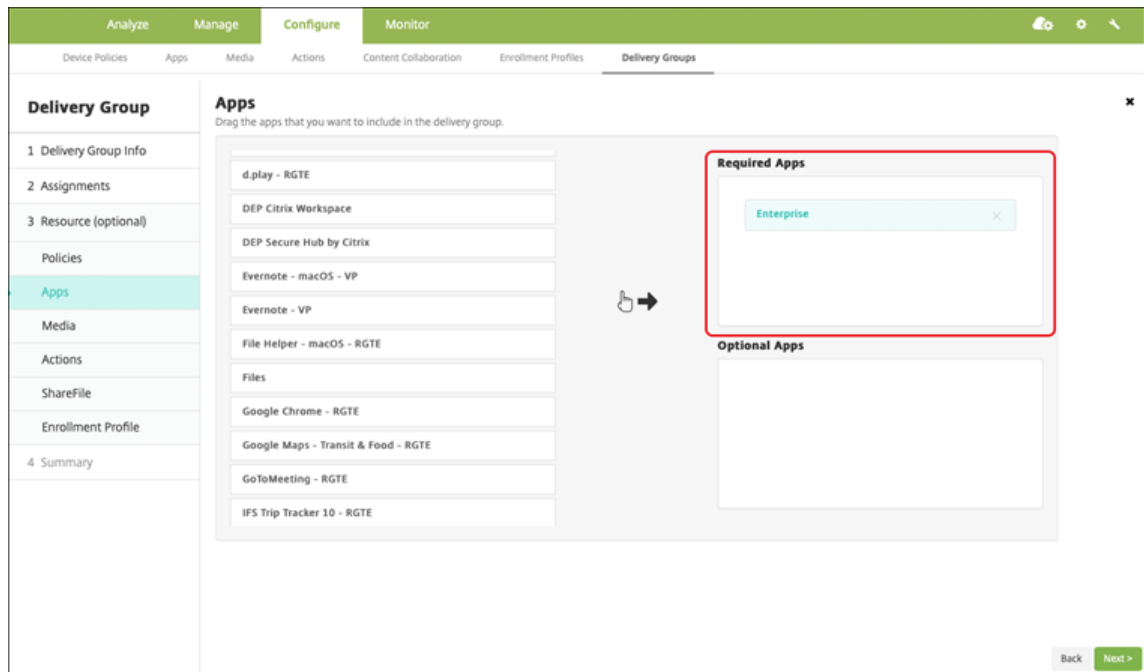 Analyze Manage Configure Monitor
Device Policies Apps Media Actions Content Collaboration Enrollment Profiles Delivery Groups
Delivery Group
1 Delivery Group Info
2 Assignments
3 Resource (optional)
Policies
Apps
Media
Actions
ShareFile
Enrollment Profile
4 Summary
Apps
Drag the apps that you want to include in the delivery group.
d.play - RGTE
DEP Citrix Workspace
DEP Secure Hub by Citrix
Evernote - macOS - VP
Evernote - VP
File Helper - macOS - RGTE
Files
Google Chrome - RGTE
Google Maps - Transit & Food - RGTE
GoToMeeting - RGTE
IFS Trip Tracker 10 - RGTE
Required Apps
Enterprise
Optional Apps
Back Next >